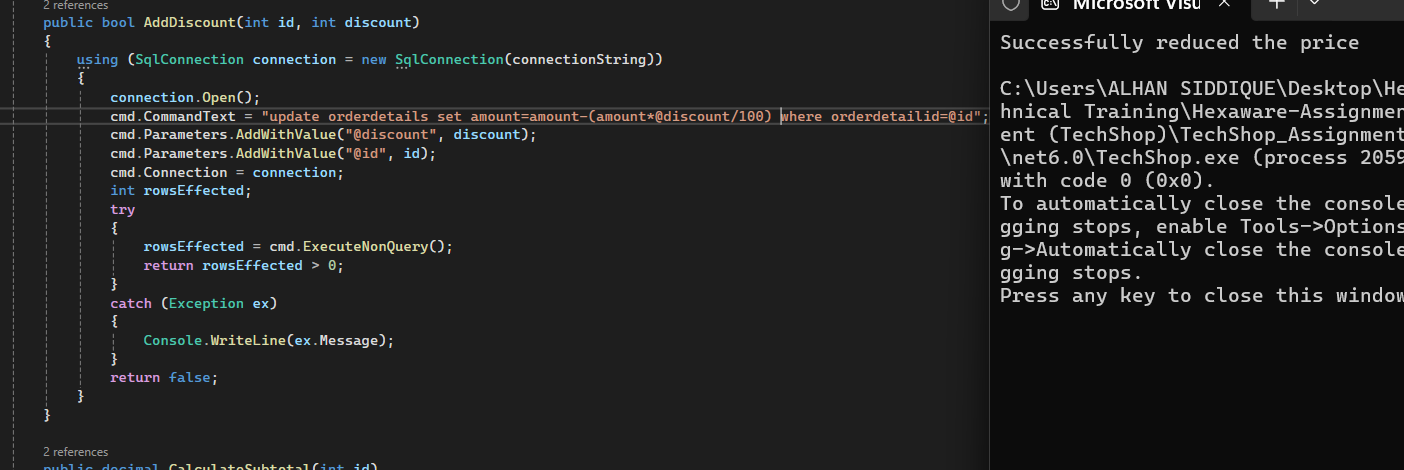 2 references
public bool AddDiscount(int id, int discount)
{
using (SqlConnection connection = new SqlConnection(connectionString))
{
connection.Open();
cmd.CommandText = "update orderdetails set amount=amount-(amount*@discount/100) where orderdetailid=@id";
cmd.Parameters.AddWithValue("@discount", discount);
cmd.Parameters.AddWithValue("@id", id);
cmd.Connection = connection;
int rowsEffected;
try
{
rowsEffected = cmd.ExecuteNonQuery();
return rowsEffected > 0;
}
catch (Exception ex)
{
Console.WriteLine(ex.Message);
}
return false;
}
}
2 references
public decimal CalculateSubtotal(int id)
Microsoft Visu
Successfully reduced the price
C:\Users\ALHAN SIDDIQUE\Desktop\He
hnical Training\Hexaware-Assignmen
ent (TechShop)\TechShop_Assignment
\net6.0\TechShop.exe (process 2059
with code 0 (0x0).
To automatically close the console
gging stops, enable Tools->Options
g->Automatically close the console
gging stops.
Press any key to close this window